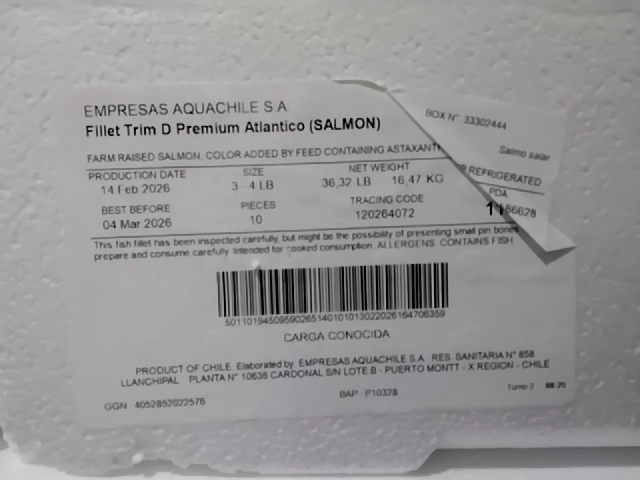 EMPRESAS AQUACHILE S.A.
BOX N° 33302444
Fillet Trim D Premium Atlantico (SALMON)
Salmo salar
FARM RAISED SALMON, COLOR ADDED BY FEED CONTAINING ASTAXANTI
REFRIGERATED
PRODUCTION DATE SIZE NET WEIGHT PDA
14 Feb 2026 3 - 4 LB 36,32 LB 16,47 KG
BEST BEFORE PIECES TRACING CODE
04 Mar 2026 10 120264072
This fish fillet has been inspected carefully, but might be the possibility of presenting small pin bones
prepare and consume carefully. Intended for cooked consumption. ALLERGENS: CONTAINS FISH
CARGA CONOCIDA
PRODUCT OF CHILE. Elaborated by: EMPRESAS AQUACHILE S.A. RES. SANITARIA N° 858
LLANCHIPAL PLANTA N° 10636 CARDONAL S/N LOTE B - PUERTO MONTT - X REGION - CHILE
GGN : 4052852022576 BAP : P10328 Turno 2 08:25